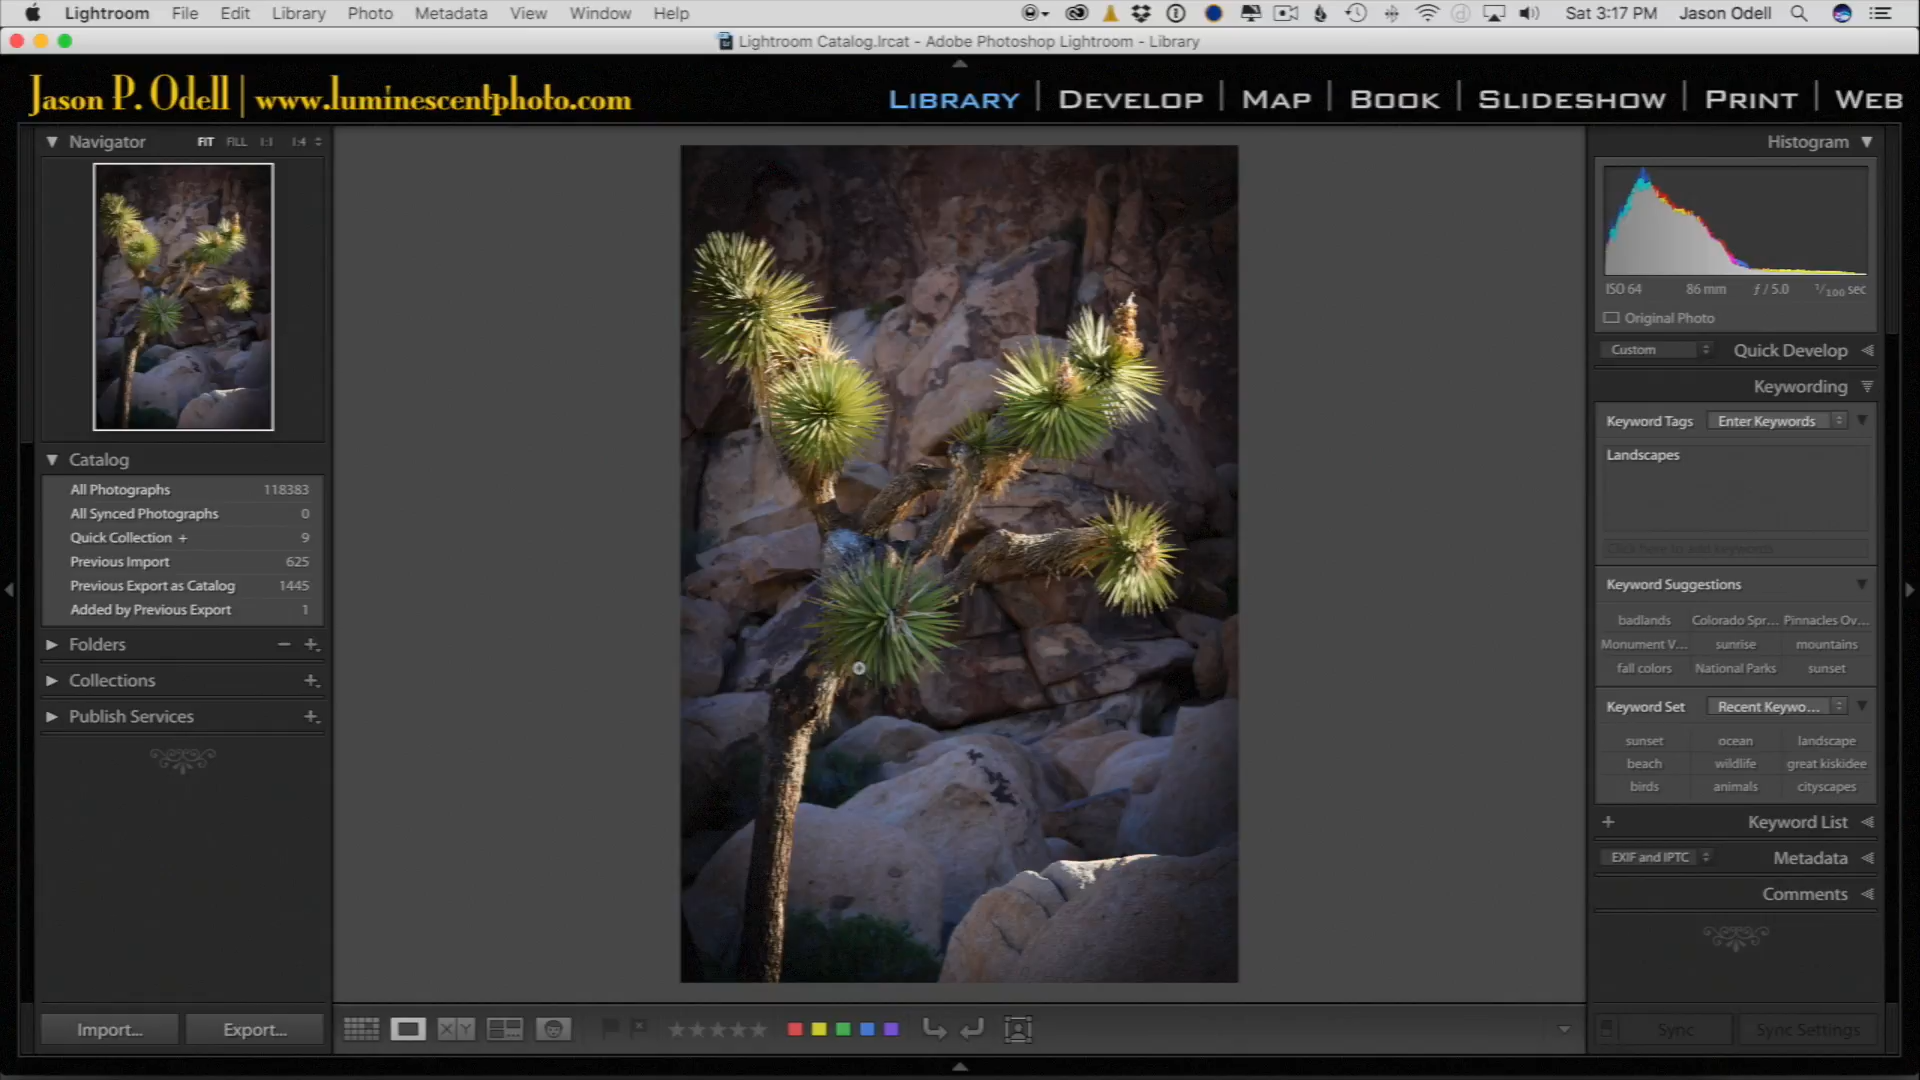 Lightroom File Edit Library Photo Metadata View Window Help Sat 3:17 PM Jason Odell
Lightroom Catalog.lrcat - Adobe Photoshop Lightroom - Library
Jason P. Odell | www.luminescentphoto.com
Library | Develop | Map | Book | Slideshow | Print | Web
Navigator FIT FILL 1:1 1:4
Histogram
ISO 64 86 mm ƒ / 5.0 1/100 sec
Original Photo
Custom Quick Develop
Keywording
Keyword Tags Enter Keywords
Landscapes
Click here to add keywords
Keyword Suggestions
badlands Colorado Spr... Pinnacles Ov...
Monument V... sunrise mountains
fall colors National Parks sunset
Keyword Set Recent Keywo...
sunset ocean landscape
beach wildlife great kiskidee
birds animals cityscapes
+ Keyword List
EXIF and IPTC Metadata
Comments
Catalog
All Photographs 118383
All Synced Photographs 0
Quick Collection + 9
Previous Import 625
Previous Export as Catalog 1445
Added by Previous Export 1
Folders − +
Collections +
Publish Services +
Import... Export...
X Y
Sync Sync Settings